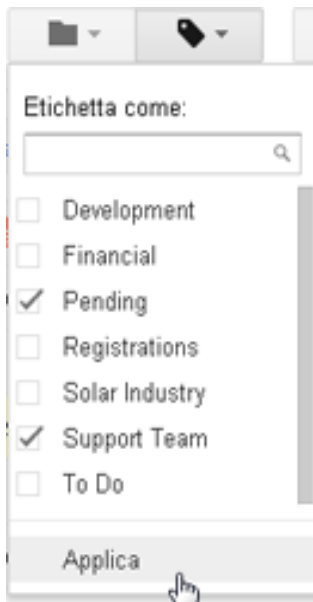 Etichetta come:
Development
Financial
Pending
Registrations
Solar Industry
Support Team
To Do
Applica